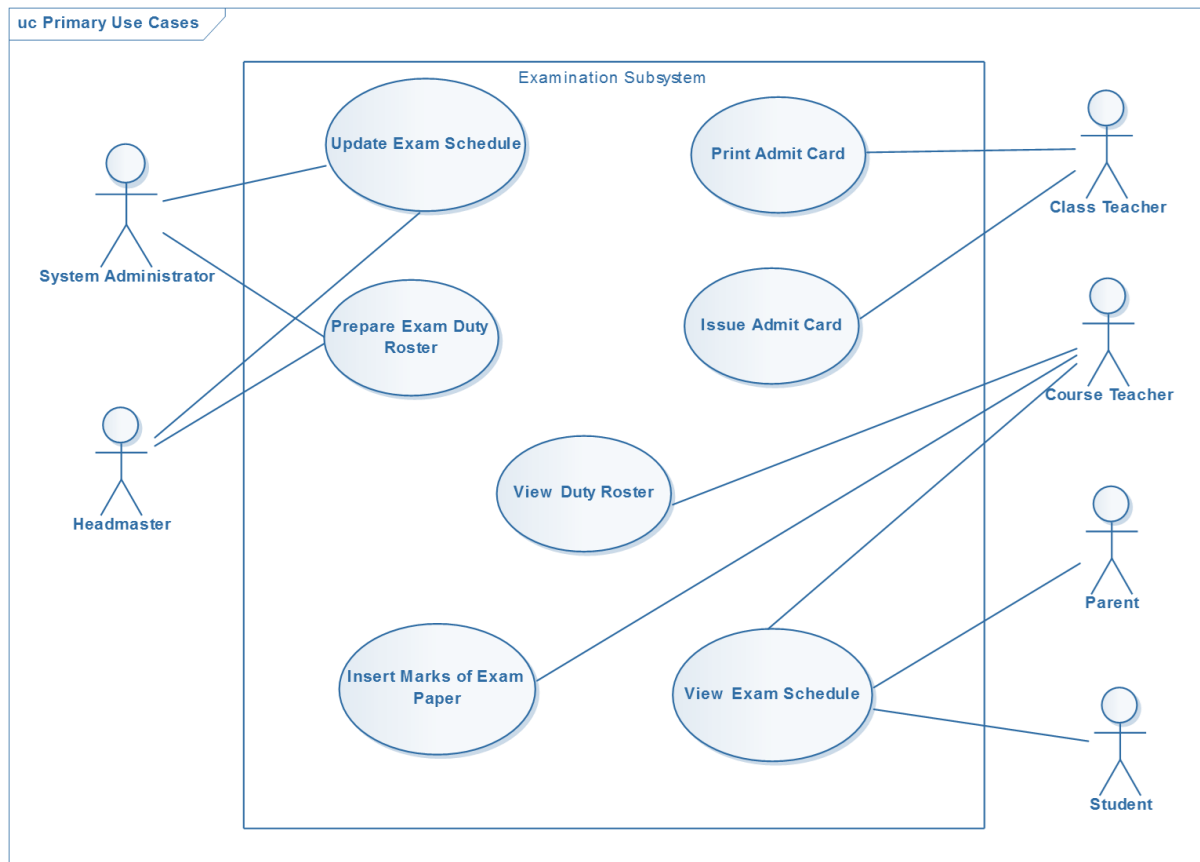 uc Primary Use Cases
Examination Subsystem
Update Exam Schedule
Print Admit Card
Class Teacher
System Administrator
Prepare Exam Duty
Roster
Issue Admit Card
Course Teacher
Headmaster
View Duty Roster
Parent
Insert Marks of Exam
Paper
View Exam Schedule
Student